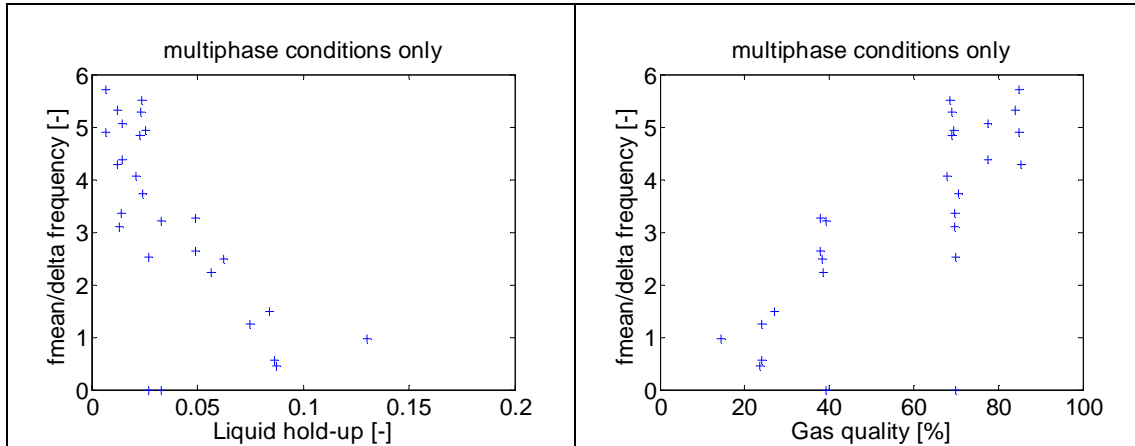 multiphase conditions only
fmean/delta frequency [-]
6
5
4
3
2
1
0
0 0.05 0.1 0.15 0.2
Liquid hold-up [-]
multiphase conditions only
fmean/delta frequency [-]
6
5
4
3
2
1
0
0 20 40 60 80 100
Gas quality [%]